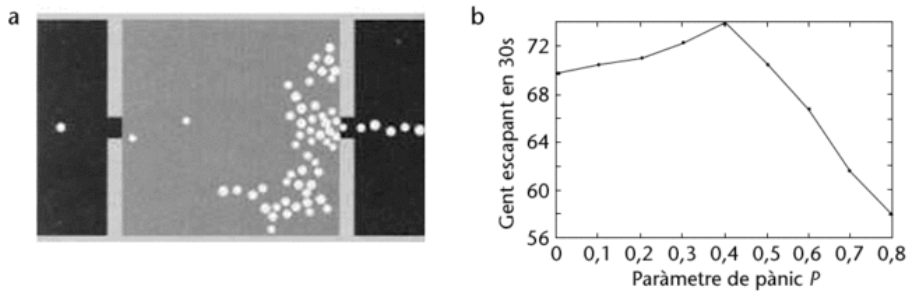 a
b
Gent escapant en 30s
72
68
64
60
56
0 0,1 0,2 0,3 0,4 0,5 0,6 0,7 0,8
Paràmetre de pànic P